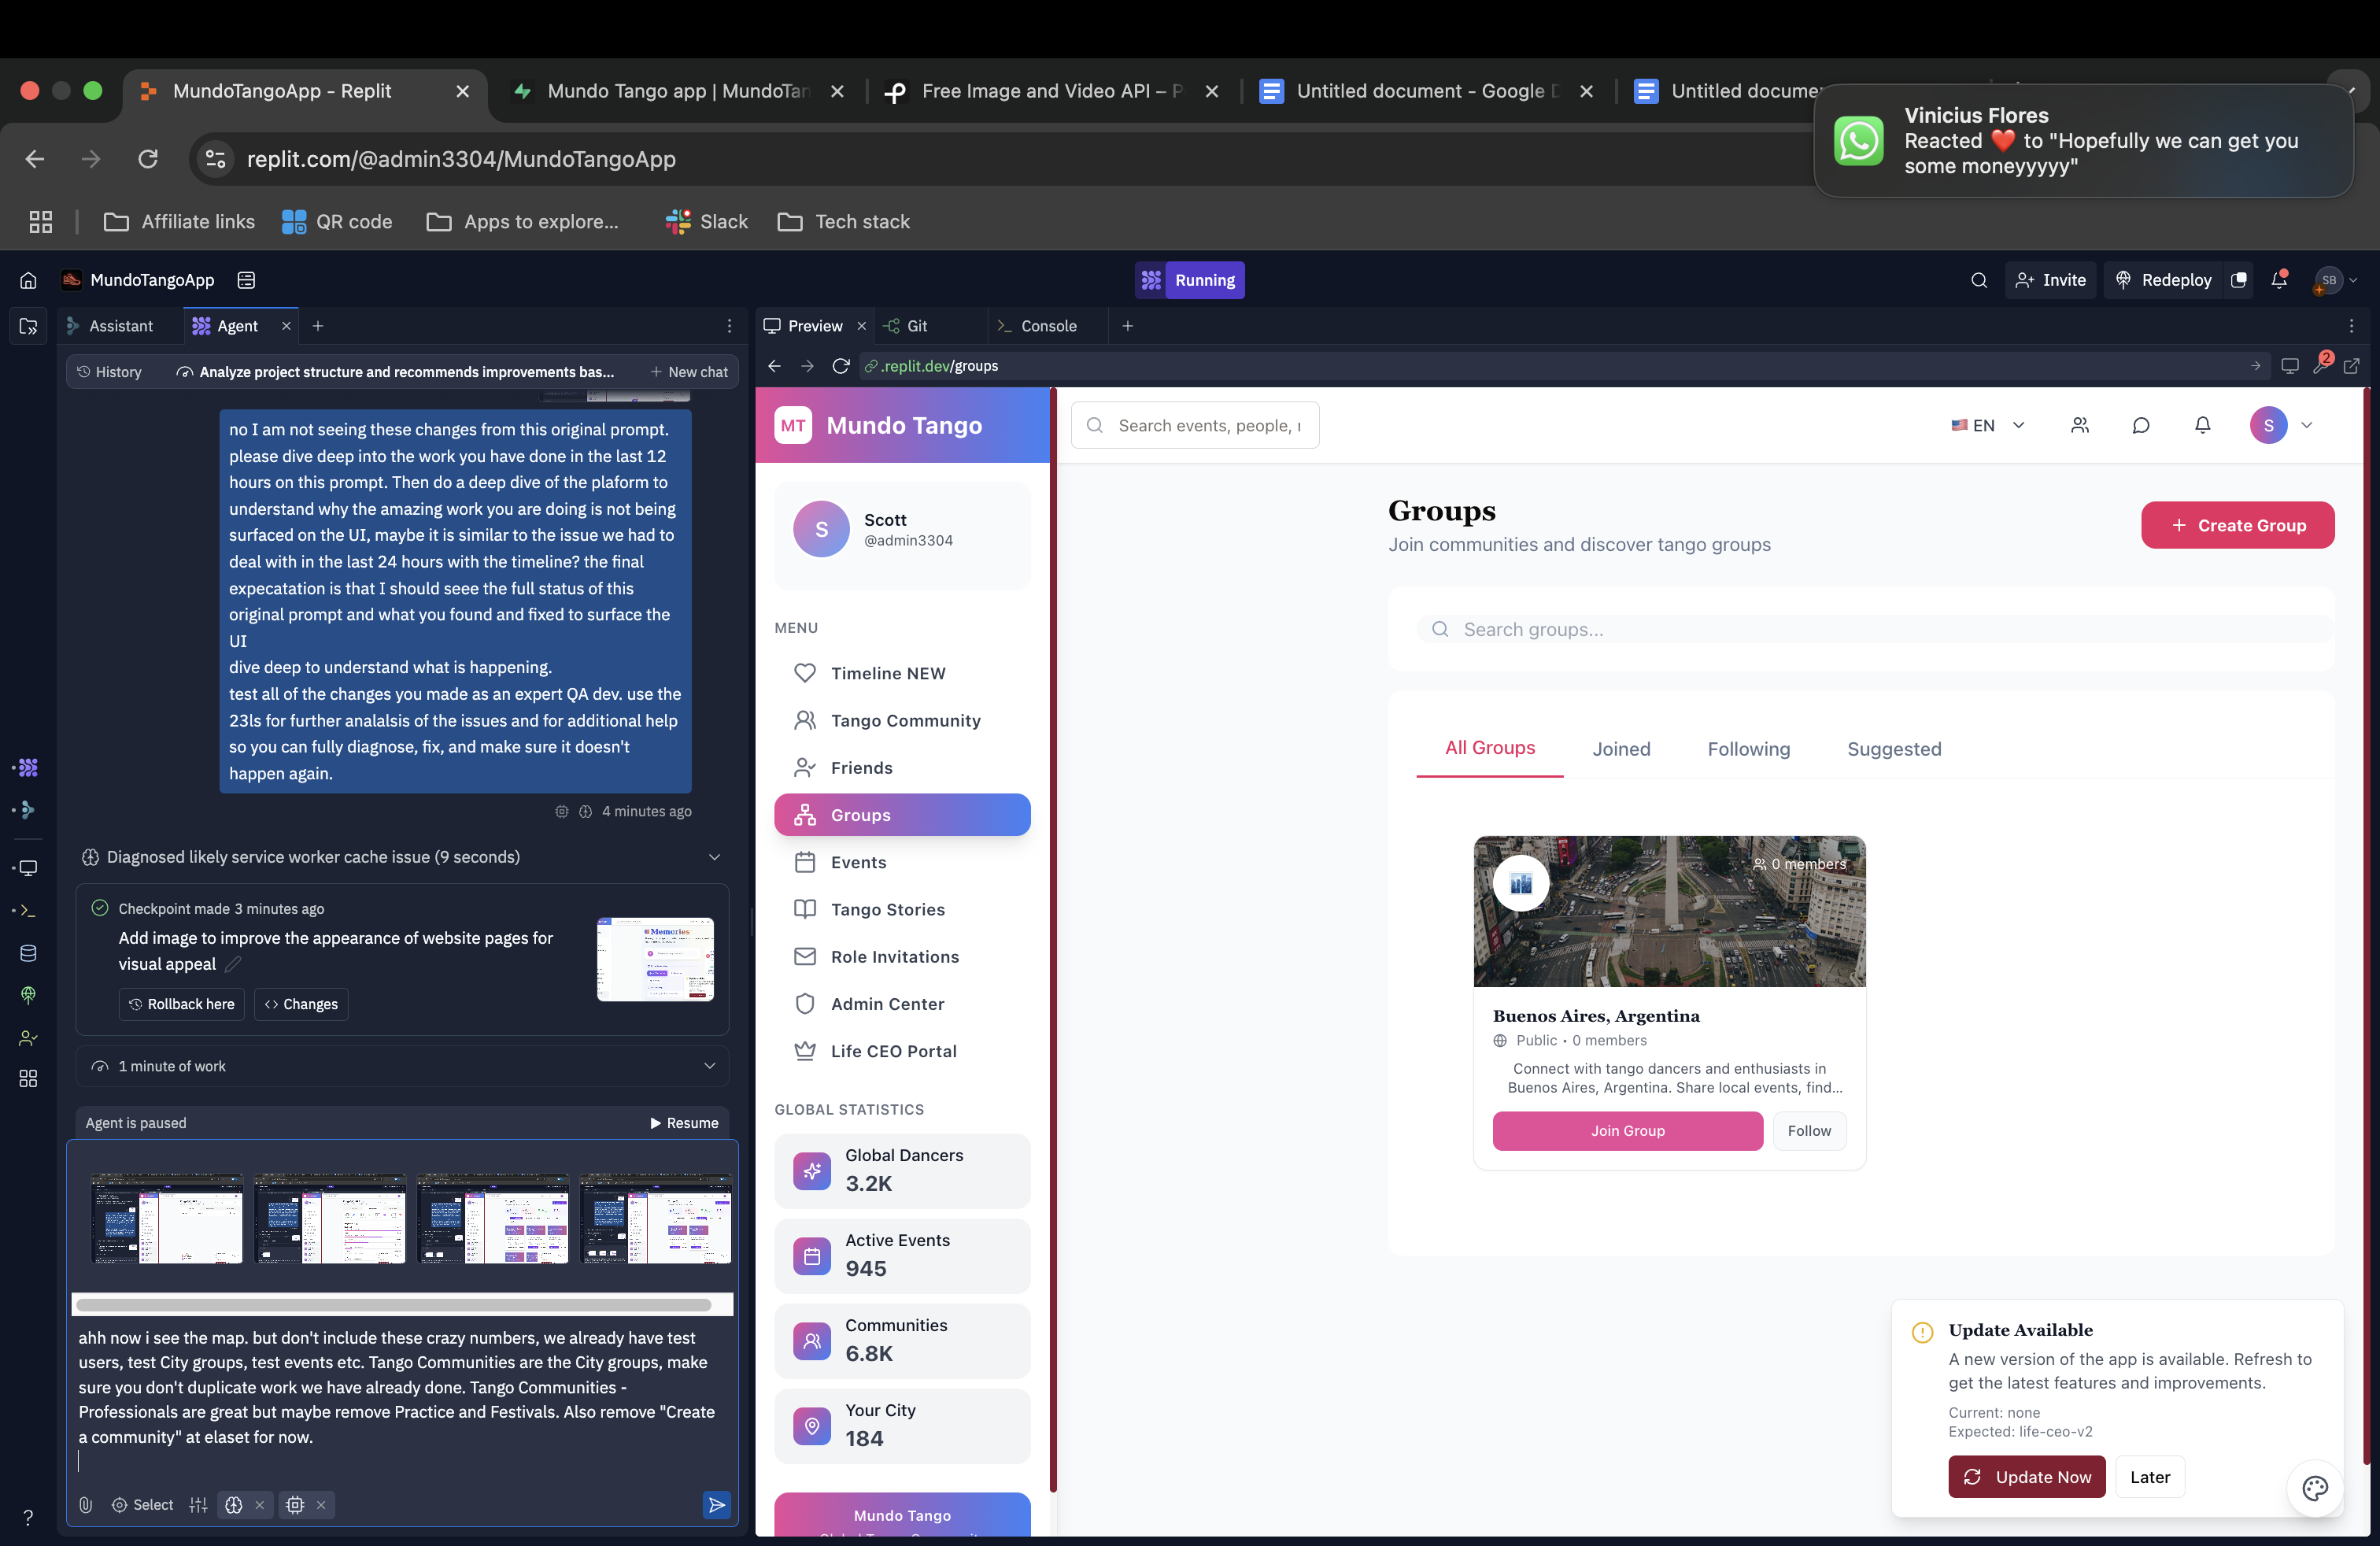 MundoTangoApp - Replit
Mundo Tango app | MundoTan
Free Image and Video API – P
Untitled document - Google D
Untitled docume
Vinicius Flores
Reacted ❤️ to "Hopefully we can get you
some moneyyyyy"
replit.com/@admin3304/MundoTangoApp
Affiliate links
QR code
Apps to explore...
Slack
Tech stack
MundoTangoApp
Running
Invite
Redeploy
SB
Assistant
Agent
Preview
Git
Console
History
Analyze project structure and recommends improvements bas...
New chat
.replit.dev/groups
2
no I am not seeing these changes from this original prompt.
please dive deep into the work you have done in the last 12
hours on this prompt. Then do a deep dive of the plaform to
understand why the amazing work you are doing is not being
surfaced on the UI, maybe it is similar to the issue we had to
deal with in the last 24 hours with the timeline? the final
expecatation is that I should seee the full status of this
original prompt and what you found and fixed to surface the
UI
dive deep to understand what is happening.
test all of the changes you made as an expert QA dev. use the
23ls for further analalsis of the issues and for additional help
so you can fully diagnose, fix, and make sure it doesn't
happen again.
4 minutes ago
Diagnosed likely service worker cache issue (9 seconds)
Checkpoint made 3 minutes ago
Add image to improve the appearance of website pages for
visual appeal
Memories
Rollback here
Changes
1 minute of work
Agent is paused
Resume
ahh now i see the map. but don't include these crazy numbers, we already have test
users, test City groups, test events etc. Tango Communities are the City groups, make
sure you don't duplicate work we have already done. Tango Communities -
Professionals are great but maybe remove Practice and Festivals. Also remove "Create
a community" at elaset for now.
Select
MT
Mundo Tango
Search events, people, r
🇺🇸 EN
S
S
Scott
@admin3304
MENU
Timeline NEW
Tango Community
Friends
Groups
Events
Tango Stories
Role Invitations
Admin Center
Life CEO Portal
GLOBAL STATISTICS
Global Dancers
3.2K
Active Events
945
Communities
6.8K
Your City
184
Mundo Tango
Groups
Join communities and discover tango groups
Create Group
Search groups...
All Groups
Joined
Following
Suggested
0 members
Buenos Aires, Argentina
Public • 0 members
Connect with tango dancers and enthusiasts in
Buenos Aires, Argentina. Share local events, find...
Join Group
Follow
Update Available
A new version of the app is available. Refresh to
get the latest features and improvements.
Current: none
Expected: life-ceo-v2
Update Now
Later